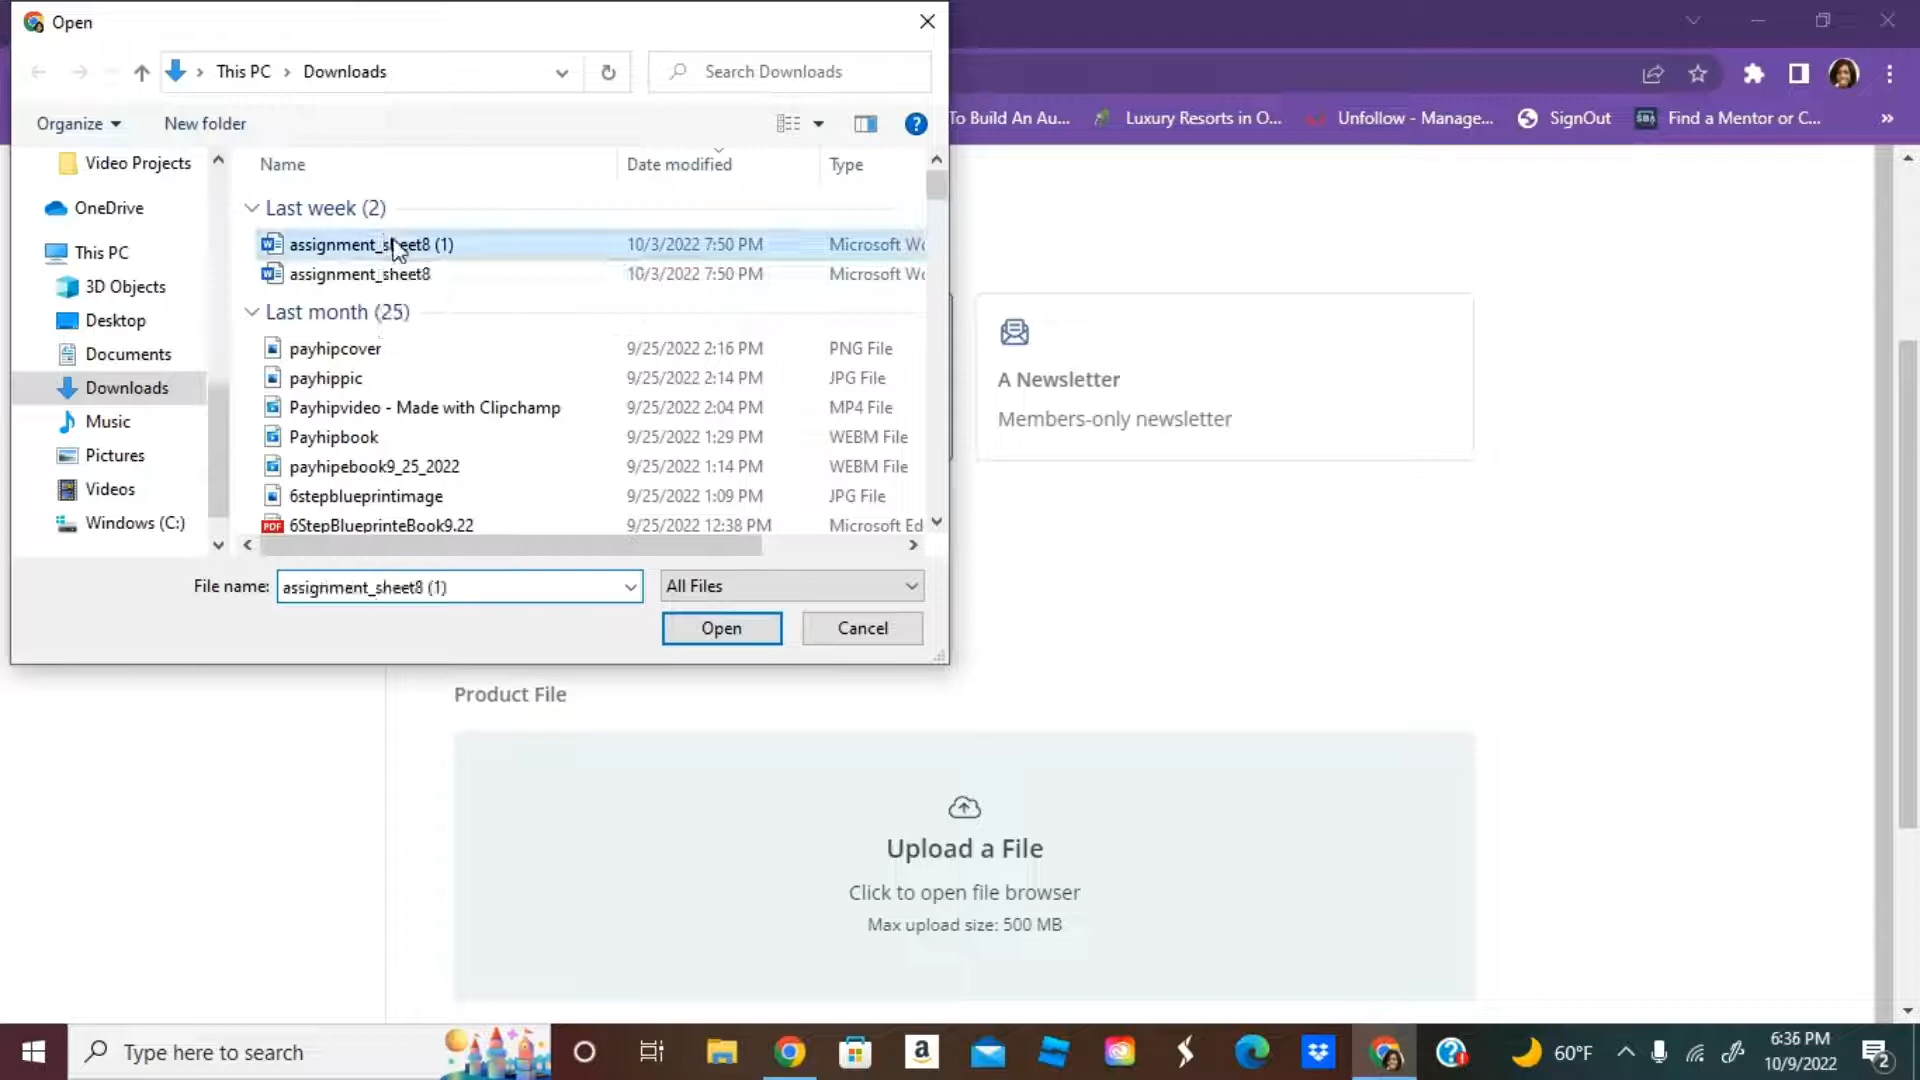 Open
This PC > Downloads
Search Downloads
To Build An Au...
Luxury Resorts in O...
Unfollow - Manage...
SignOut
SBA
Find a Mentor or C...
»
Organize
New folder
?
Video Projects
OneDrive
This PC
3D Objects
Desktop
Documents
Downloads
Music
Pictures
Videos
Windows (C:)
Name Date modified Type
Last week (2)
assignment_sheet8 (1) 10/3/2022 7:50 PM Microsoft Wo
assignment_sheet8 10/3/2022 7:50 PM Microsoft Wo
Last month (25)
payhipcover 9/25/2022 2:16 PM PNG File
payhippic 9/25/2022 2:14 PM JPG File
Payhipvideo - Made with Clipchamp 9/25/2022 2:04 PM MP4 File
Payhipbook 9/25/2022 1:29 PM WEBM File
payhipebook9_25_2022 9/25/2022 1:14 PM WEBM File
6stepblueprintimage 9/25/2022 1:09 PM JPG File
PDF 6StepBlueprinteBook9.22 9/25/2022 12:38 PM Microsoft Ed
File name: assignment_sheet8 (1)
All Files
Open
Cancel
A Newsletter
Members-only newsletter
Product File
Upload a File
Click to open file browser
Max upload size: 500 MB
Type here to search
a
60°F
6:36 PM
10/9/2022
2